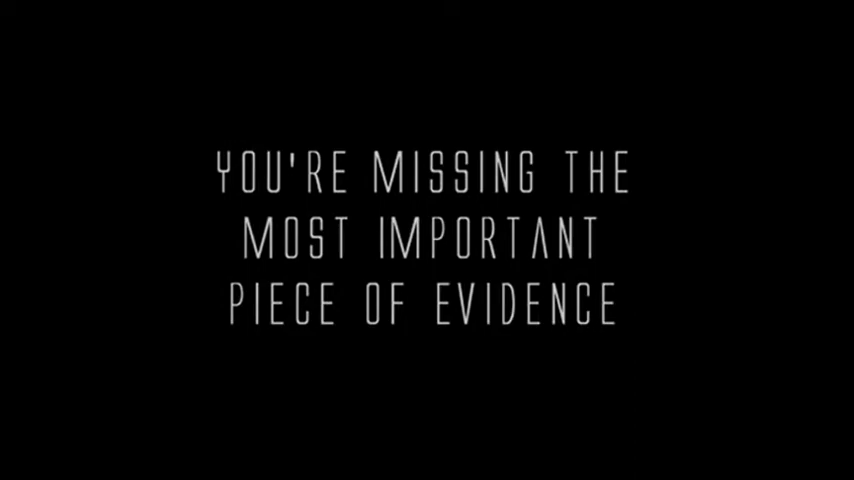 YOU'RE MISSING THE
MOST IMPORTANT
PIECE OF EVIDENCE